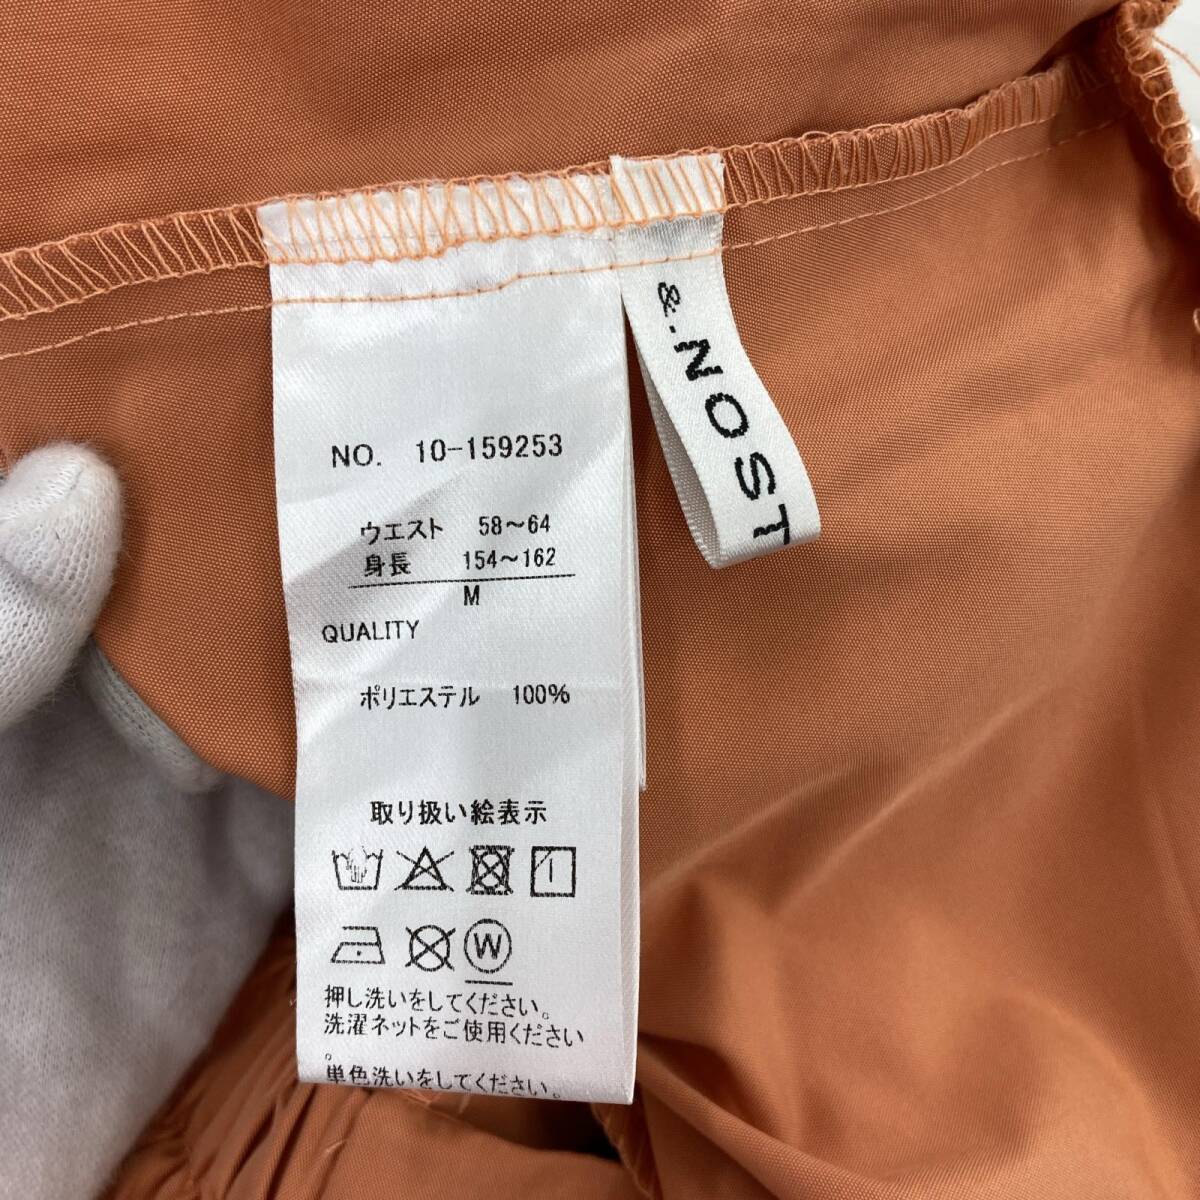 NO. 10-159253
ウエスト 58～64
身長 154～162
M
QUALITY
ポリエステル 100%
取り扱い絵表示
W
押し洗いをしてください。
洗濯ネットをご使用ください
。
単色洗いをしてください。
&.NOST